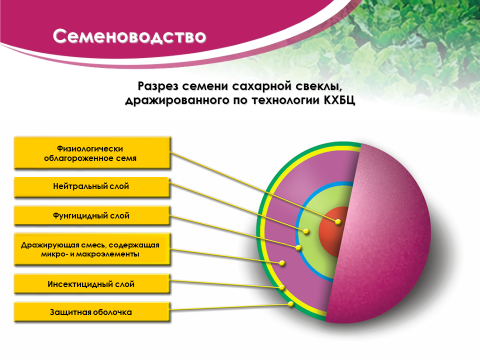 Семеноводство
Разрез семени сахарной свеклы,
дражированного по технологии КХБЦ
Физиологически
облагороженное семя
Нейтральный слой
Фунгицидный слой
Дражирующая смесь, содержащая
микро- и макроэлементы
Инсектицидный слой
Защитная оболочка